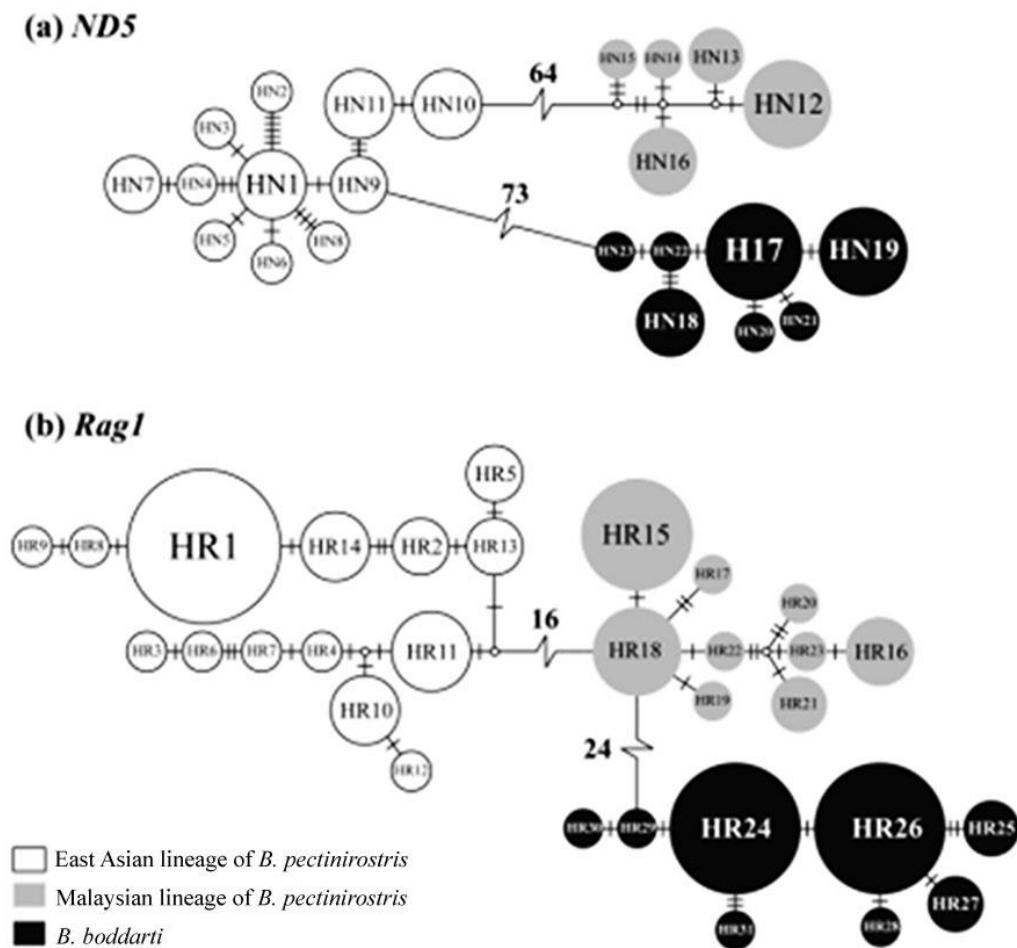 (a) ND5
64
HN15 HN14 HN13
HN2 HN11 HN10 HN12
HN3
HN7 HN4 HN1 HN9 HN16
73
HN5 HN6 HN8
HN23 HN22 H17 HN19
HN18 HN20 HN21
(b) Rag1
HR5
HR9 HR8 HR1 HR14 HR2 HR13 HR15
HR17
16
HR20
HR3 HR6 HR7 HR4 HR11 HR18 HR22 HR23 HR16
HR10 HR19 HR21
HR12
24
HR30 HR29 HR24 HR26 HR25
HR31 HR28 HR27
East Asian lineage of B. pectinirostris
Malaysian lineage of B. pectinirostris
B. boddarti